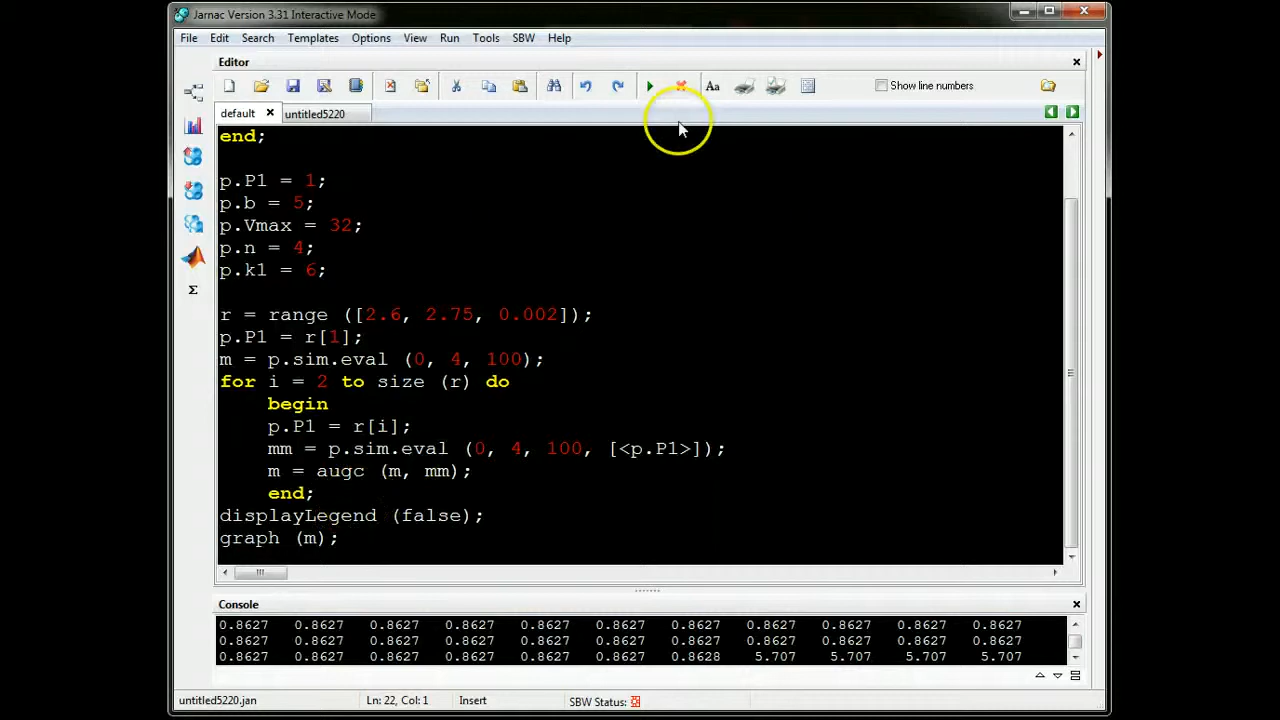 Jarnac Version 3.31 Interactive Mode
File Edit Search Templates Options View Run Tools SBW Help
Editor
Aa Show line numbers
default untitled5220
end;
p.P1 = 1;
p.b = 5;
p.Vmax = 32;
p.n = 4;
p.k1 = 6;
r = range ([2.6, 2.75, 0.002]);
p.P1 = r[1];
m = p.sim.eval (0, 4, 100);
for i = 2 to size (r) do
begin
p.P1 = r[i];
mm = p.sim.eval (0, 4, 100, [<p.P1>]);
m = augc (m, mm);
end;
displayLegend (false);
graph (m);
Console
0.8627 0.8627 0.8627 0.8627 0.8627 0.8627 0.8627 0.8627 0.8627 0.8627 0.8627
0.8627 0.8627 0.8627 0.8627 0.8627 0.8627 0.8627 0.8627 0.8627 0.8627 0.8627
0.8627 0.8627 0.8627 0.8627 0.8627 0.8627 0.8628 5.707 5.707 5.707 5.707
untitled5220.jan Ln: 22, Col: 1 Insert SBW Status: